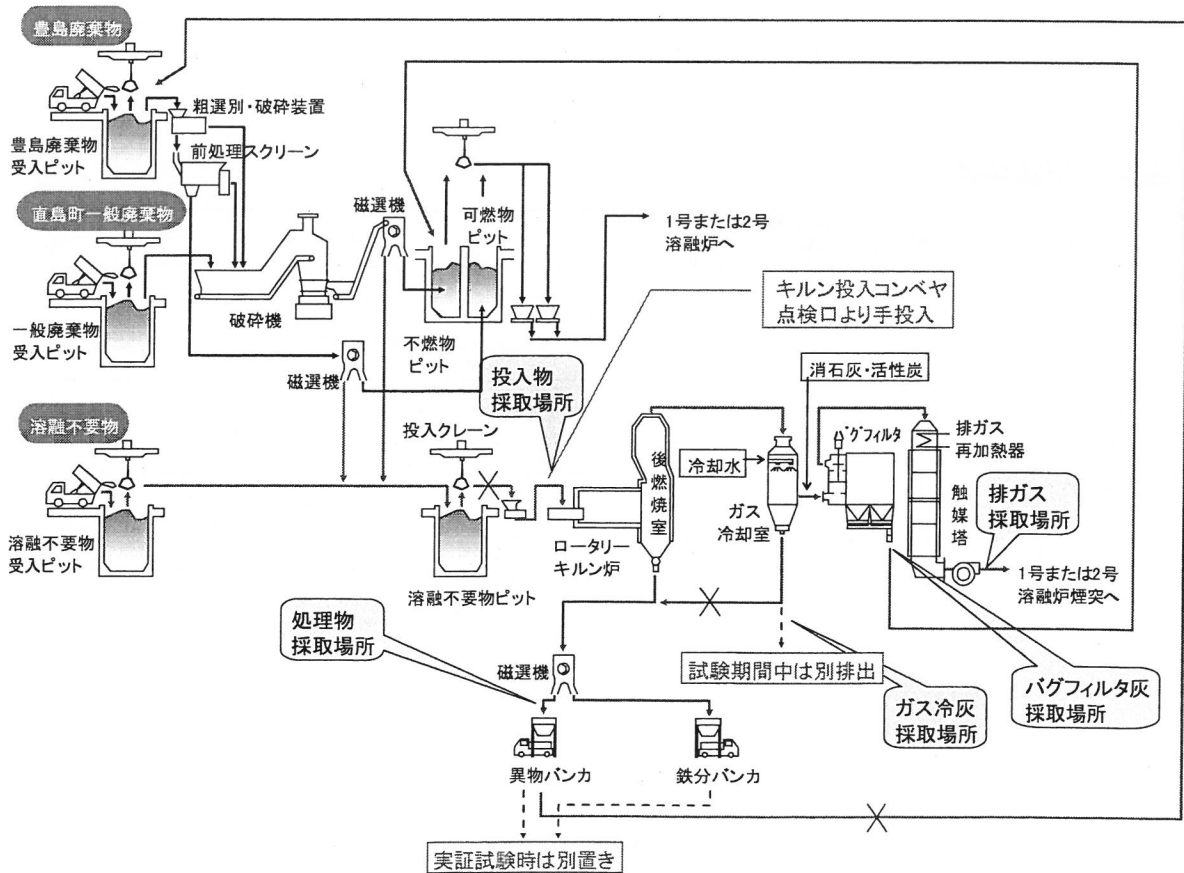 豊島廃棄物
粗選別・破砕装置
豊島廃棄物
受入ピット
前処理スクリーン
直島町一般廃棄物
磁選機
可燃物
ピット
1号または2号
溶融炉へ
キルン投入コンベヤ
点検口より手投入
破砕機
一般廃棄物
受入ピット
不燃物
ピット
磁選機
投入物
採取場所
消石灰・活性炭
溶融不要物
投入クレーン
バグフィルタ
排ガス
再加熱器
冷却水
後燃焼室
ガス
冷却室
触媒塔
排ガス
採取場所
溶融不要物
受入ピット
ロータリー
キルン炉
溶融不要物ピット
1号または2号
溶融炉煙突へ
処理物
採取場所
磁選機
試験期間中は別排出
ガス冷灰
採取場所
バグフィルタ灰
採取場所
異物バンカ
鉄分バンカ
実証試験時は別置き